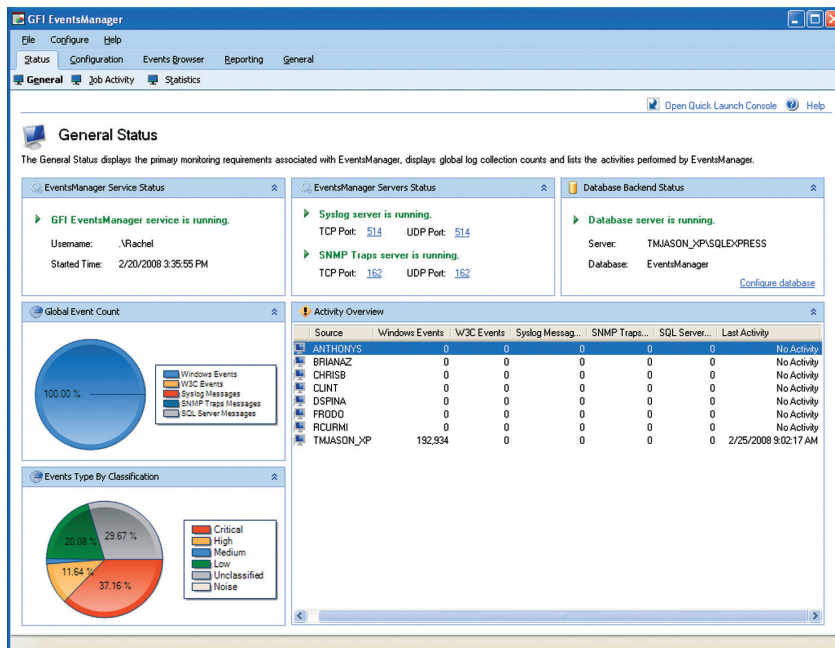 GFI EventsManager
File Configure Help
Status Configuration Events Browser Reporting General
General Job Activity Statistics
Open Quick Launch Console Help
General Status
The General Status displays the primary monitoring requirements associated with EventsManager, displays global log collection counts and lists the activities performed by EventsManager.
EventsManager Service Status
GFI EventsManager service is running.
Username: .\Rachel
Started Time: 2/20/2008 3:35:55 PM
EventsManager Servers Status
Syslog server is running.
TCP Port: 514 UDP Port: 514
SNMP Traps server is running.
TCP Port: 162 UDP Port: 162
Database Backend Status
Database server is running.
Server: TMJASON_XP\SQLEXPRESS
Database: EventsManager
Configure database
Global Event Count
100.00 %
Windows Events
W3C Events
Syslog Messages
SNMP Traps Messages
SQL Server Messages
Activity Overview
Source Windows Events W3C Events Syslog Messag... SNMP Traps... SQL Server... Last Activity
ANTHONYS 0 0 0 0 0 No Activity
BRIANAZ 0 0 0 0 0 No Activity
CHRISB 0 0 0 0 0 No Activity
CLINT 0 0 0 0 0 No Activity
DSPINA 0 0 0 0 0 No Activity
FRODO 0 0 0 0 0 No Activity
RCURMI 0 0 0 0 0 No Activity
TMJASON_XP 192,934 0 0 0 0 2/25/2008 9:02:17 AM
Events Type By Classification
20.08 % 29.67 %
11.64 %
37.16 %
Critical
High
Medium
Low
Unclassified
Noise